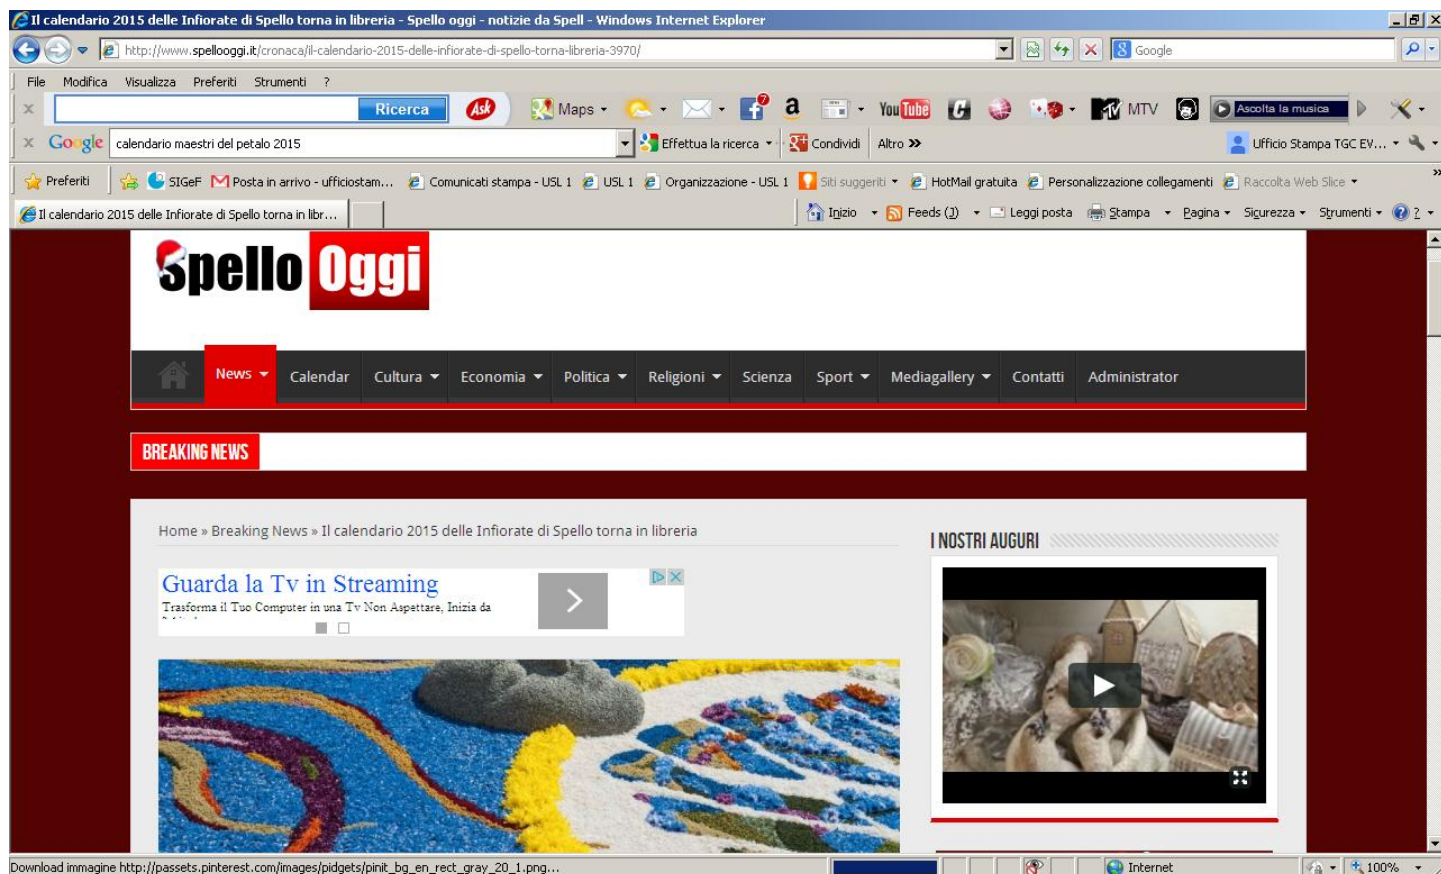 Il calendario 2015 delle Infiorate di Spello torna in libreria - Spello oggi - notizie da Spell - Windows Internet Explorer
http://www.spellooggi.it/cronaca/il-calendario-2015-delle-infiorate-di-spello-torna-libreria-3970/
Google
File Modifica Visualizza Preferiti Strumenti ?
Ricerca Ask Maps 7 a YouTube G MTV MTV Ascolta la musica
x Google calendario maestri del petalo 2015 Effettua la ricerca Condividi Altro >> Ufficio Stampa TGC EV...
Preferiti SIGeF Posta in arrivo - ufficiostam... Comunicati stampa - USL 1 USL 1 Organizzazione - USL 1 Siti suggeriti HotMail gratuita Personalizzazione collegamenti Raccolta Web Slice
Il calendario 2015 delle Infiorate di Spello torna in libr... Inizio Feeds (J) Leggi posta Stampa Pagina Sicurezza Strumenti ?
Spello Oggi
News Calendar Cultura Economia Politica Religioni Scienza Sport Mediagallery Contatti Administrator
BREAKING NEWS
Home » Breaking News » Il calendario 2015 delle Infiorate di Spello torna in libreria
I NOSTRI AUGURI
Guarda la Tv in Streaming
Trasforma il Tuo Computer in una Tv Non Aspettare, Inizia da
Download immagine http://passets.pinterest.com/images/pidgets/pinit_bg_en_rect_gray_20_1.png...
Internet
100%